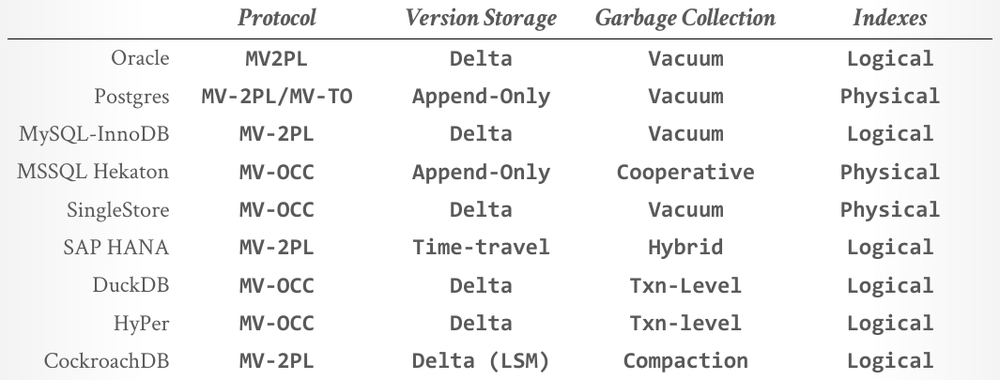 Protocol Version Storage Garbage Collection Indexes
Oracle MV2PL Delta Vacuum Logical
Postgres MV-2PL/MV-TO Append-Only Vacuum Physical
MySQL-InnoDB MV-2PL Delta Vacuum Logical
MSSQL Hekaton MV-OCC Append-Only Cooperative Physical
SingleStore MV-OCC Delta Vacuum Physical
SAP HANA MV-2PL Time-travel Hybrid Logical
DuckDB MV-OCC Delta Txn-Level Logical
HyPer MV-OCC Delta Txn-level Logical
CockroachDB MV-2PL Delta (LSM) Compaction Logical